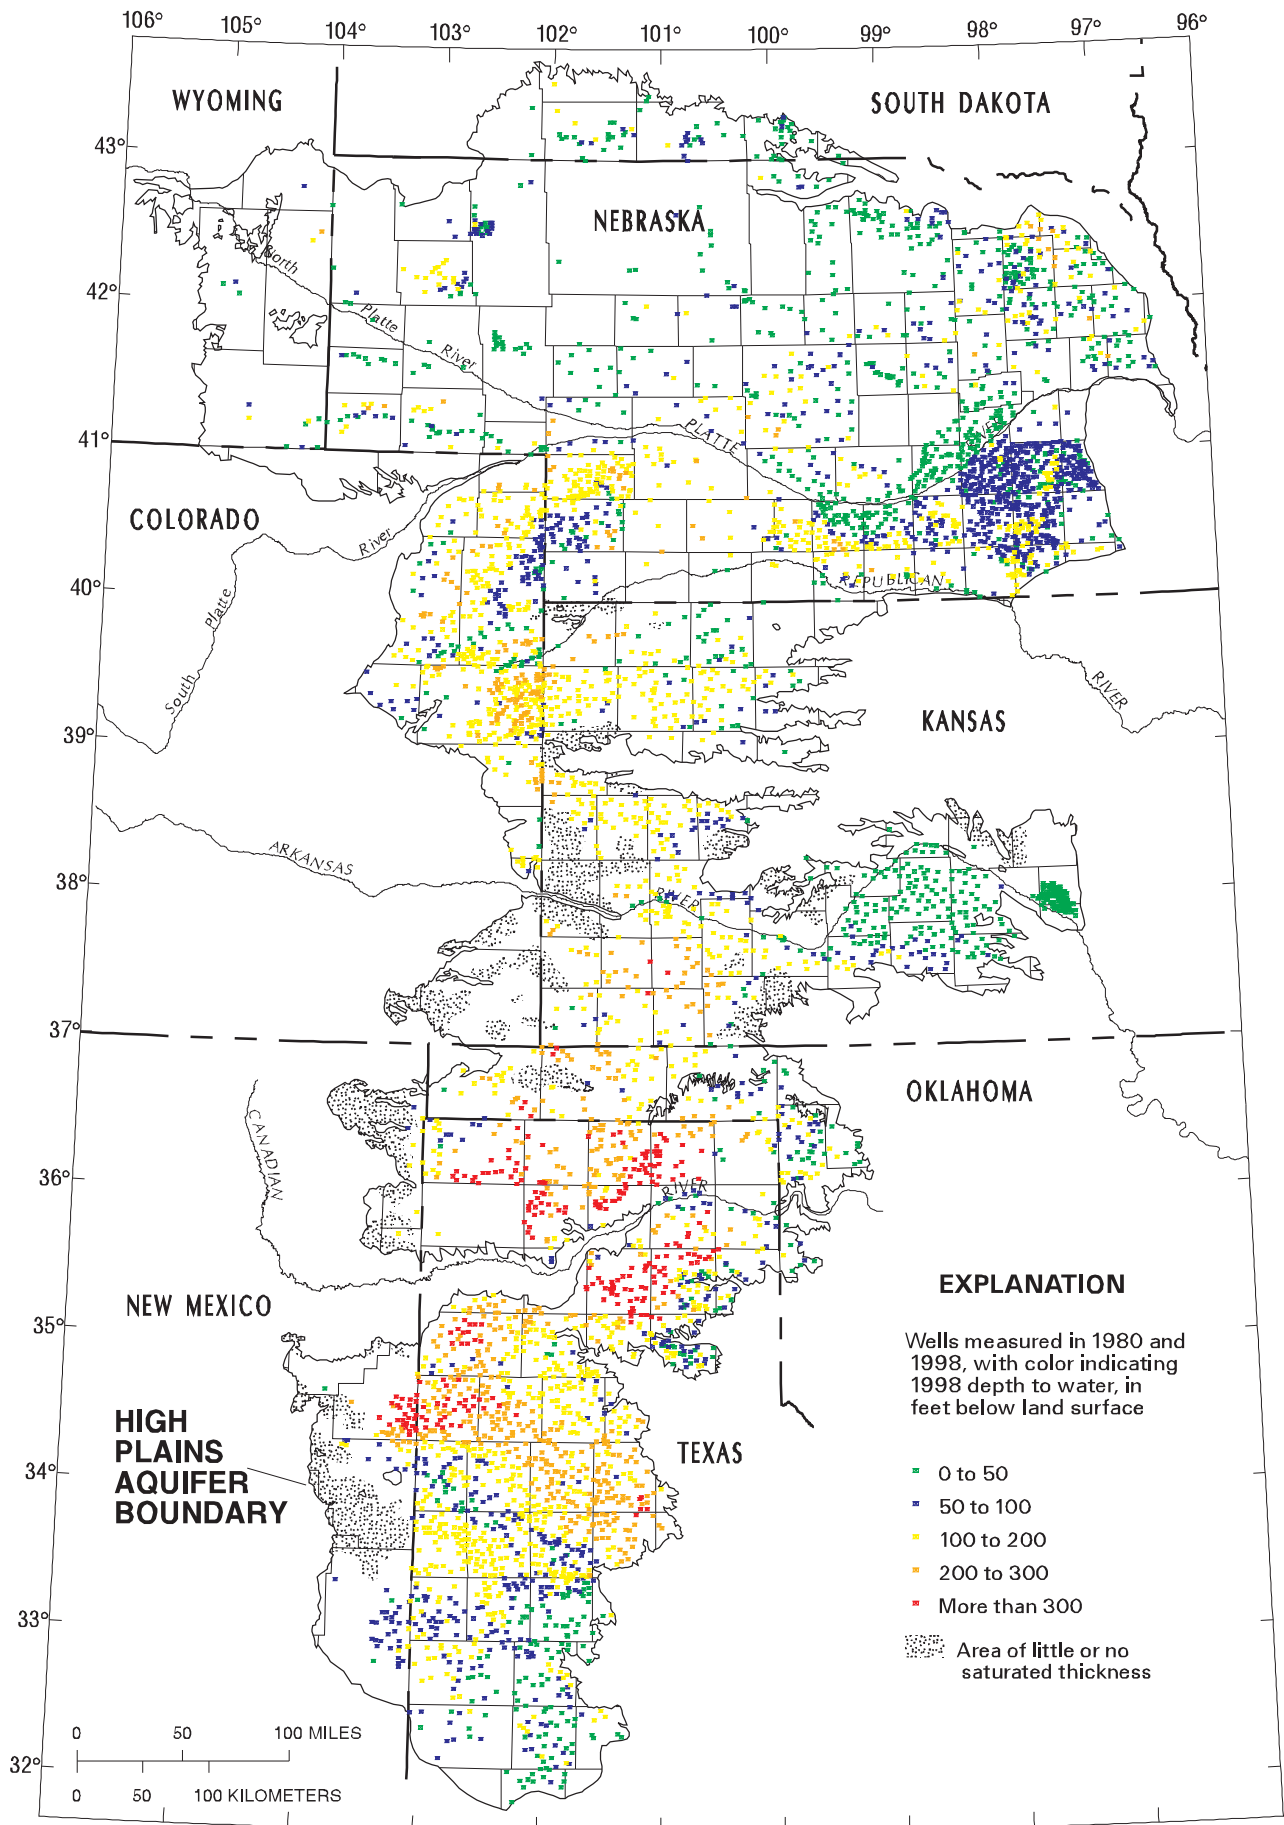 106° 105° 104° 103° 102° 101° 100° 99° 98° 97° 96°
WYOMING
SOUTH DAKOTA
43°
NEBRASKA
North
42°
Platte
River
PLATTE
41°
COLORADO
River
40°
REPUBLICAN
Platte
South
RIVER
KANSAS
39°
ARKANSAS
38°
RIVER
37°
OKLAHOMA
CANADIAN
36°
RIVER
EXPLANATION
NEW MEXICO
35°
Wells measured in 1980 and
1998, with color indicating
1998 depth to water, in
feet below land surface
HIGH
PLAINS
AQUIFER
BOUNDARY
TEXAS
34°
0 to 50
50 to 100
100 to 200
200 to 300
More than 300
33°
Area of little or no
saturated thickness
0 50 100 MILES
32°
0 50 100 KILOMETERS